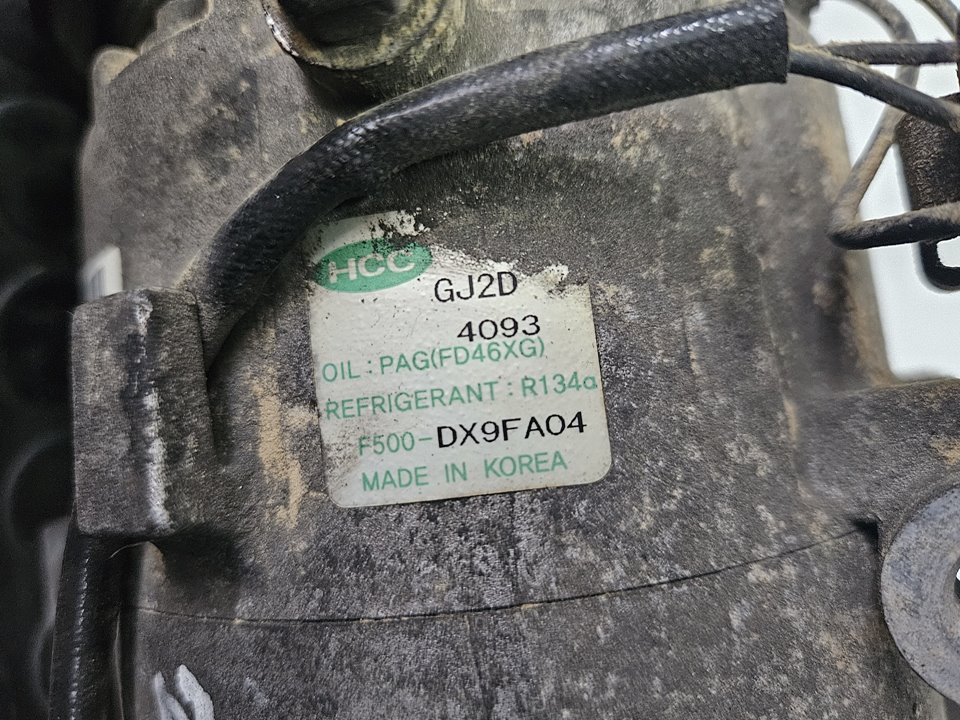 HCC
GJ2D
4093
OIL : PAG(FD46XG)
REFRIGERANT : R134a
F500-DX9FA04
MADE IN KOREA